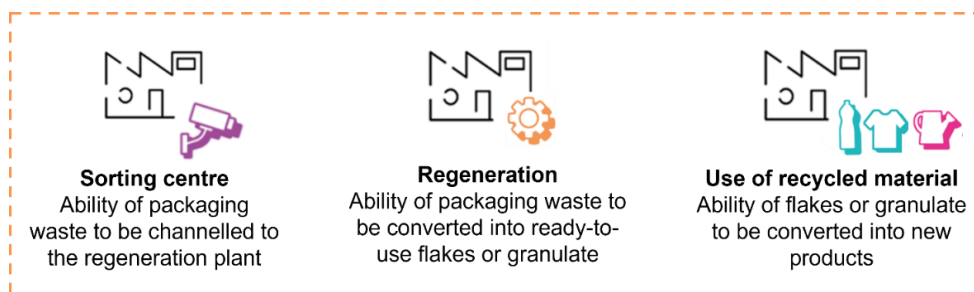 Sorting centre
Ability of packaging
waste to be channelled to
the regeneration plant
Regeneration
Ability of packaging waste to
be converted into ready-to-
use flakes or granulate
Use of recycled material
Ability of flakes or granulate
to be converted into new
products